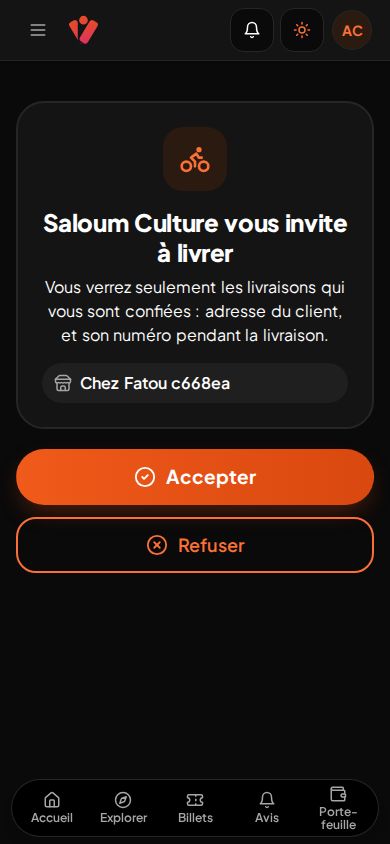 AC
Saloum Culture vous invite
à livrer
Vous verrez seulement les livraisons qui
vous sont confiées : adresse du client,
et son numéro pendant la livraison.
Chez Fatou c668ea
Accepter
Refuser
Accueil
Explorer
Billets
Avis
Porte-
feuille